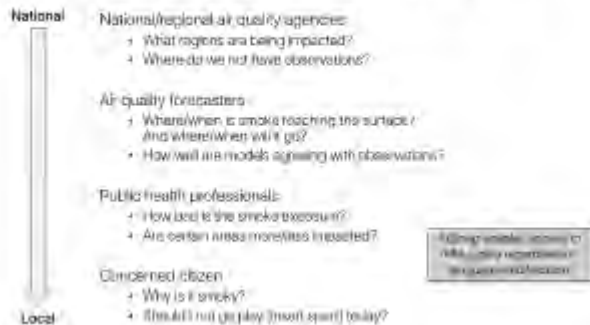 National
National/regional air quality agencies
• What regions are being impacted?
• Where do we not have observations?
Air quality forecasters
• Where/when is smoke reaching the surface?
And where/when will it go?
• How well are models agreeing with observations?
Public health professionals
• How bad is the smoke exposure?
• Are certain areas more/less impacted?
Concerned citizen
• Why is it smoky?
• Should I not go play [insert sport] today?
Local